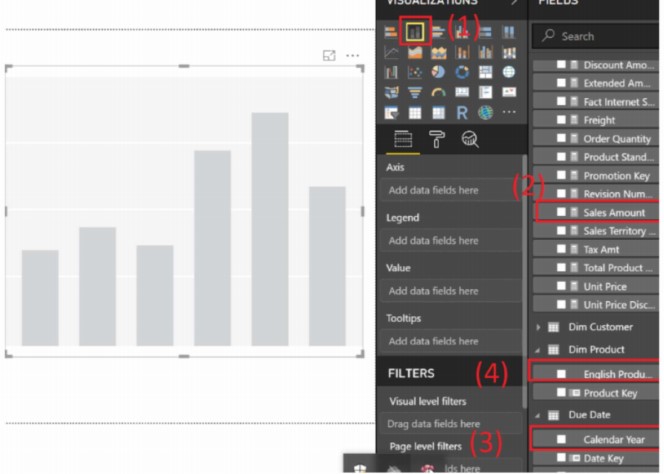 VISUALIZATIONS
FIELDS
(1)
Search
Discount Amo...
Extended Am...
Fact Internet S...
R
Freight
Order Quantity
Product Stand...
Axis
Promotion Key
Add data fields here
(2)
Revision Num...
Legend
Sales Amount
Add data fields here
Sales Territory ...
Tax Amt
Value
Total Product ...
Add data fields here
Unit Price
Unit Price Disc...
Tooltips
Dim Customer
Add data fields here
Dim Product
FILTERS
(4)
English Produ...
Visual level filters
Product Key
Drag data fields here
Due Date
Page level filters
(3)
Calendar Year
lds here
Date Key